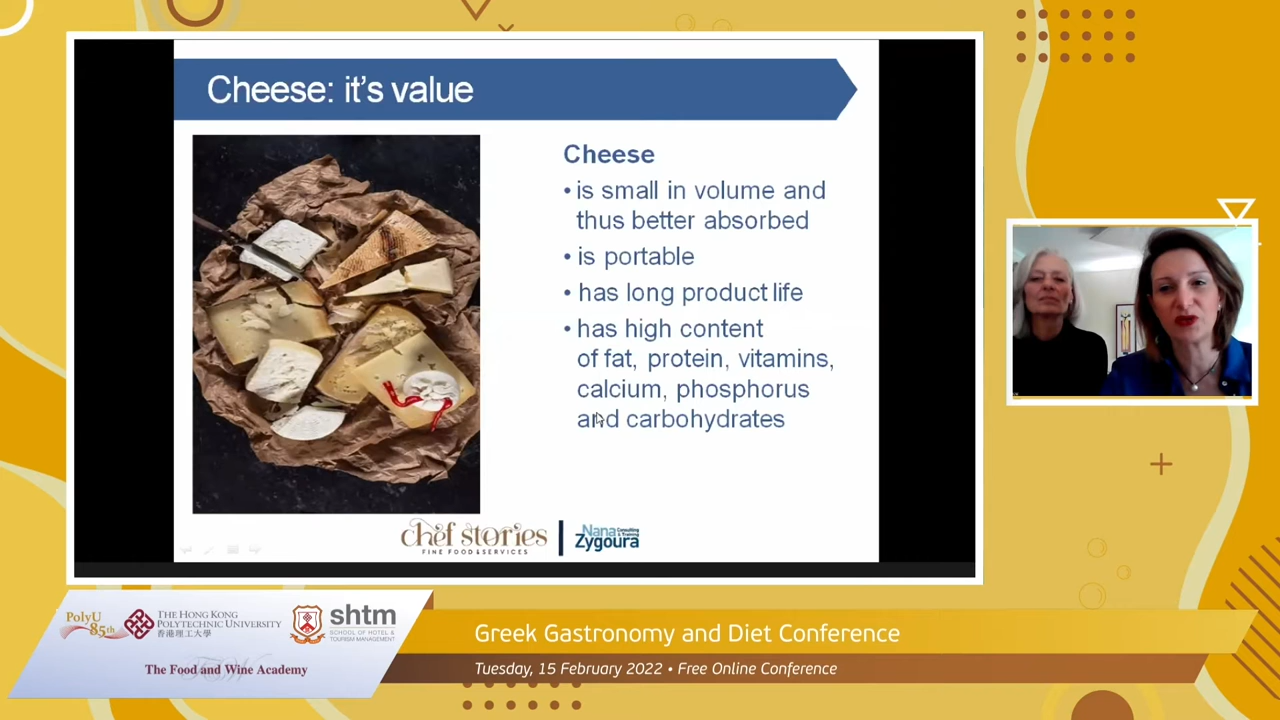 Cheese: it's value
Cheese
• is small in volume and
thus better absorbed
• is portable
• has long product life
• has high content
of fat, protein, vitamins,
calcium, phosphorus
and carbohydrates
chef stories
FINE FOOD & SERVICES
Nana Consulting & Training
Zygoura
PolyU
85th
THE HONG KONG
POLYTECHNIC UNIVERSITY
香港理工大學
shtm
SCHOOL OF HOTEL &
TOURISM MANAGEMENT
The Food and Wine Academy
Greek Gastronomy and Diet Conference
Tuesday, 15 February 2022 • Free Online Conference